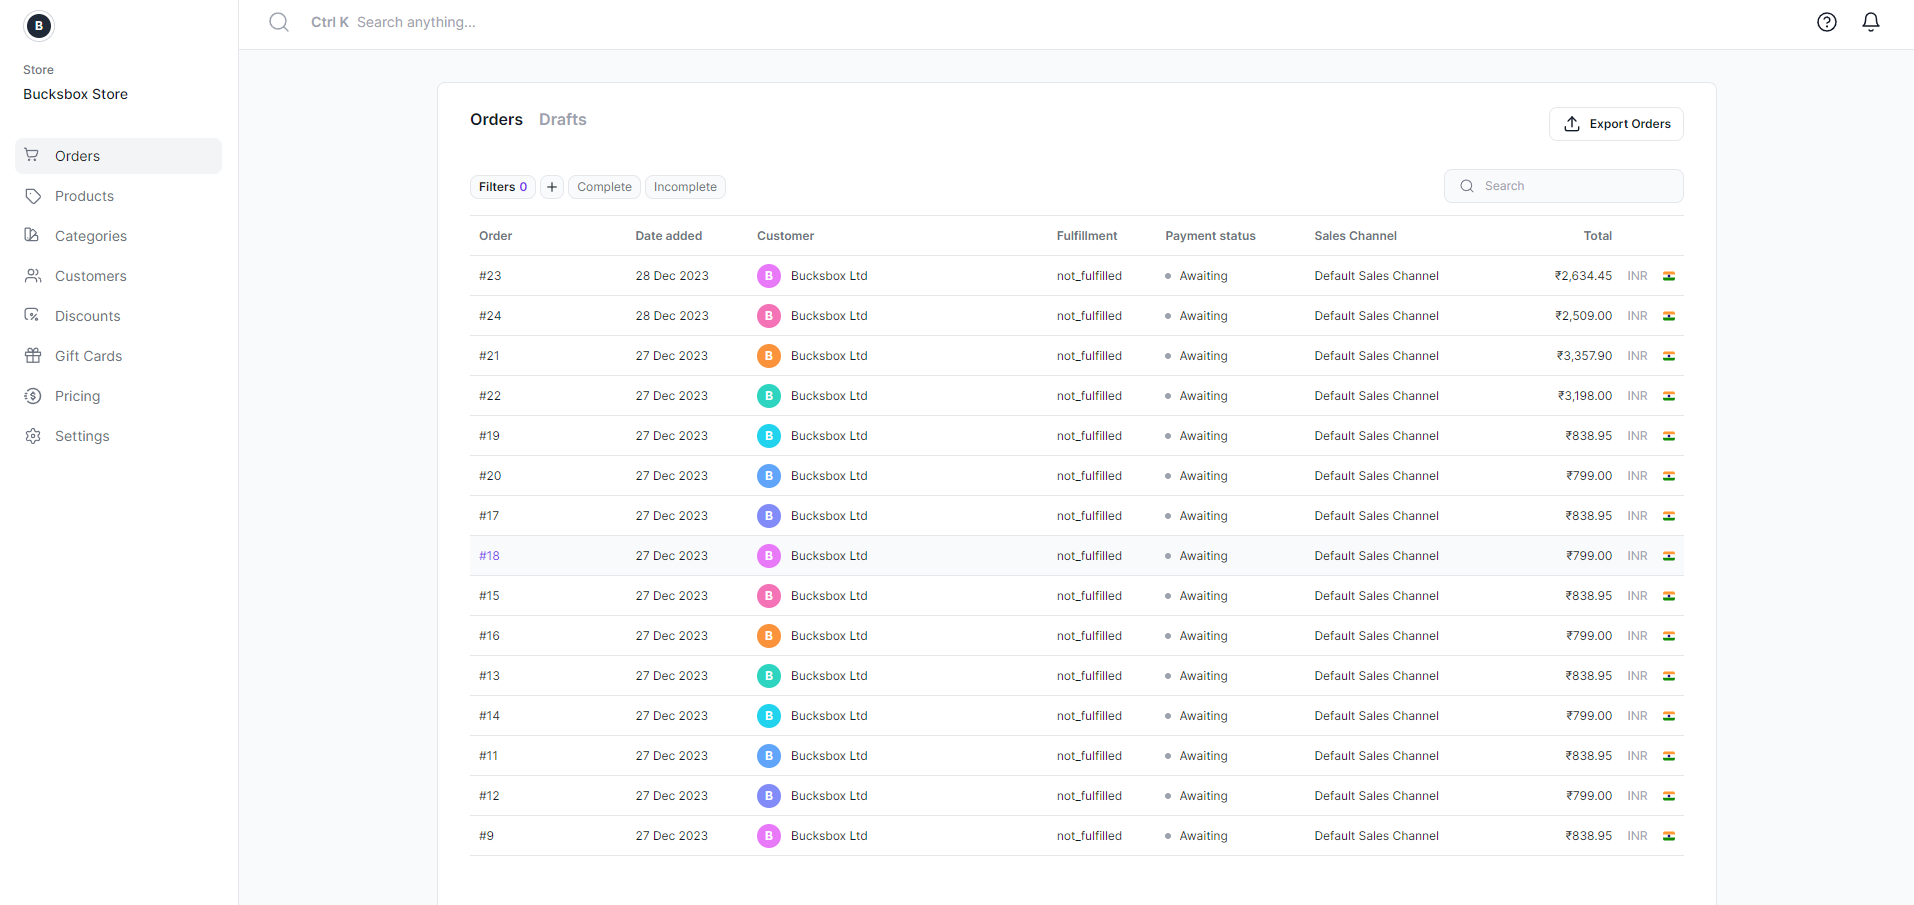 B
Ctrl K Search anything...
Store
Bucksbox Store
Orders
Products
Categories
Customers
Discounts
Gift Cards
Pricing
Settings
Orders Drafts
Export Orders
Filters 0 + Complete Incomplete
Search
Order Date added Customer Fulfillment Payment status Sales Channel Total
#23 28 Dec 2023 B Bucksbox Ltd not_fulfilled Awaiting Default Sales Channel ₹2,634.45 INR
#24 28 Dec 2023 B Bucksbox Ltd not_fulfilled Awaiting Default Sales Channel ₹2,509.00 INR
#21 27 Dec 2023 B Bucksbox Ltd not_fulfilled Awaiting Default Sales Channel ₹3,357.90 INR
#22 27 Dec 2023 B Bucksbox Ltd not_fulfilled Awaiting Default Sales Channel ₹3,198.00 INR
#19 27 Dec 2023 B Bucksbox Ltd not_fulfilled Awaiting Default Sales Channel ₹838.95 INR
#20 27 Dec 2023 B Bucksbox Ltd not_fulfilled Awaiting Default Sales Channel ₹799.00 INR
#17 27 Dec 2023 B Bucksbox Ltd not_fulfilled Awaiting Default Sales Channel ₹838.95 INR
#18 27 Dec 2023 B Bucksbox Ltd not_fulfilled Awaiting Default Sales Channel ₹799.00 INR
#15 27 Dec 2023 B Bucksbox Ltd not_fulfilled Awaiting Default Sales Channel ₹838.95 INR
#16 27 Dec 2023 B Bucksbox Ltd not_fulfilled Awaiting Default Sales Channel ₹799.00 INR
#13 27 Dec 2023 B Bucksbox Ltd not_fulfilled Awaiting Default Sales Channel ₹838.95 INR
#14 27 Dec 2023 B Bucksbox Ltd not_fulfilled Awaiting Default Sales Channel ₹799.00 INR
#11 27 Dec 2023 B Bucksbox Ltd not_fulfilled Awaiting Default Sales Channel ₹838.95 INR
#12 27 Dec 2023 B Bucksbox Ltd not_fulfilled Awaiting Default Sales Channel ₹799.00 INR
#9 27 Dec 2023 B Bucksbox Ltd not_fulfilled Awaiting Default Sales Channel ₹838.95 INR